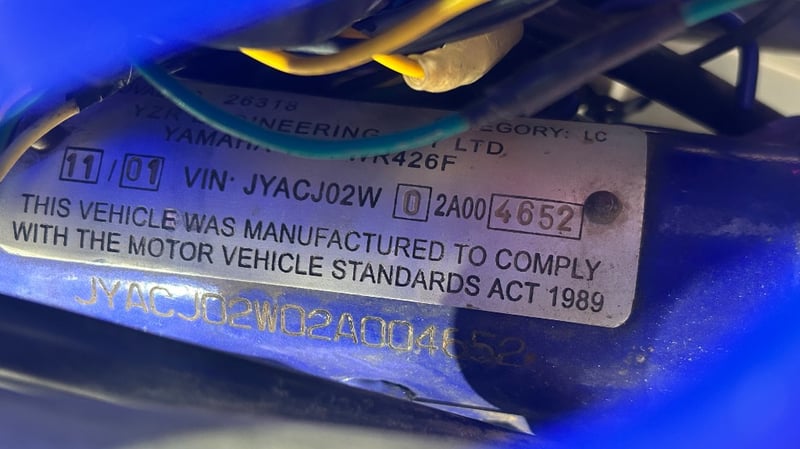 26318 CATEGORY: LC
YZR ENGINEERING PTY LTD
YAMAHA WR426F
11/01 VIN: JYACJ02W 0 2A00 4652
THIS VEHICLE WAS MANUFACTURED TO COMPLY
WITH THE MOTOR VEHICLE STANDARDS ACT 1989
JYACJ02W02A004652